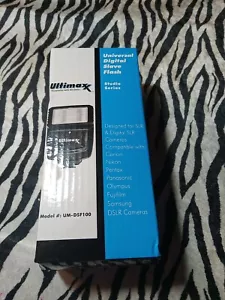 Ultimaxx
Universal
Digital
Slave
Flash
Studio
Series
Designed for SLR
& Digital SLR
Cameras
Compatible with
Canon
Nikon
Pentax
Panasonic
Olympus
Fujifilm
Samsung
DSLR Cameras
Model #: UM-DSF100